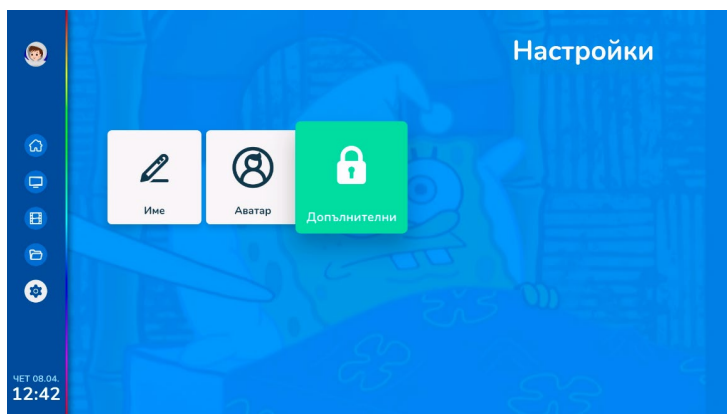 Настройки
Име
Аватар
Допълнителни
ЧЕТ 08.04.
12:42